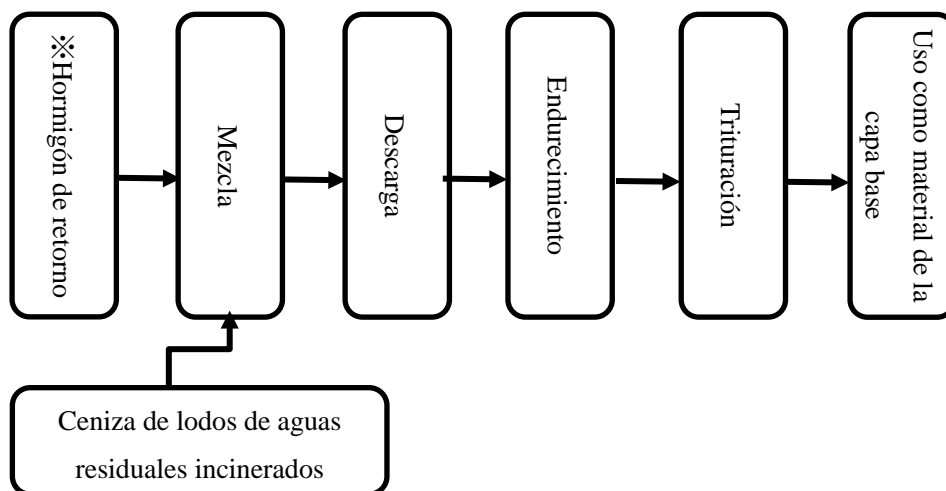 ※Hormigón de retorno
Mezcla
Descarga
Endurecimiento
Trituración
Uso como material de la
capa base
Ceniza de lodos de aguas
residuales incinerados